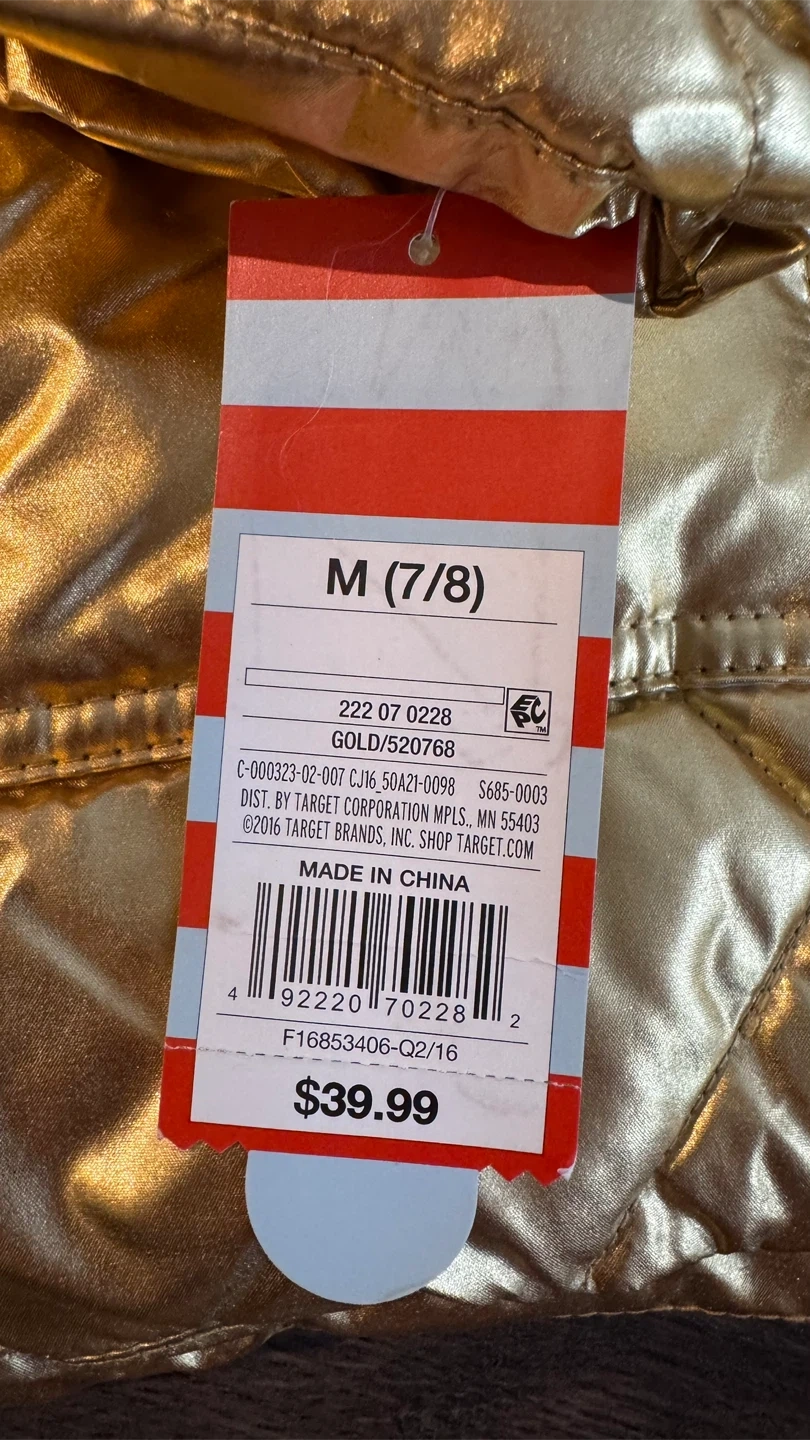 M (7/8)
EPC
TM
222 07 0228
GOLD/520768
C-000323-02-007 CJ16_50A21-0098 S685-0003
DIST. BY TARGET CORPORATION MPLS., MN 55403
©2016 TARGET BRANDS, INC. SHOP TARGET.COM
MADE IN CHINA
4 92220 70228 2
F16853406-Q2/16
$39.99